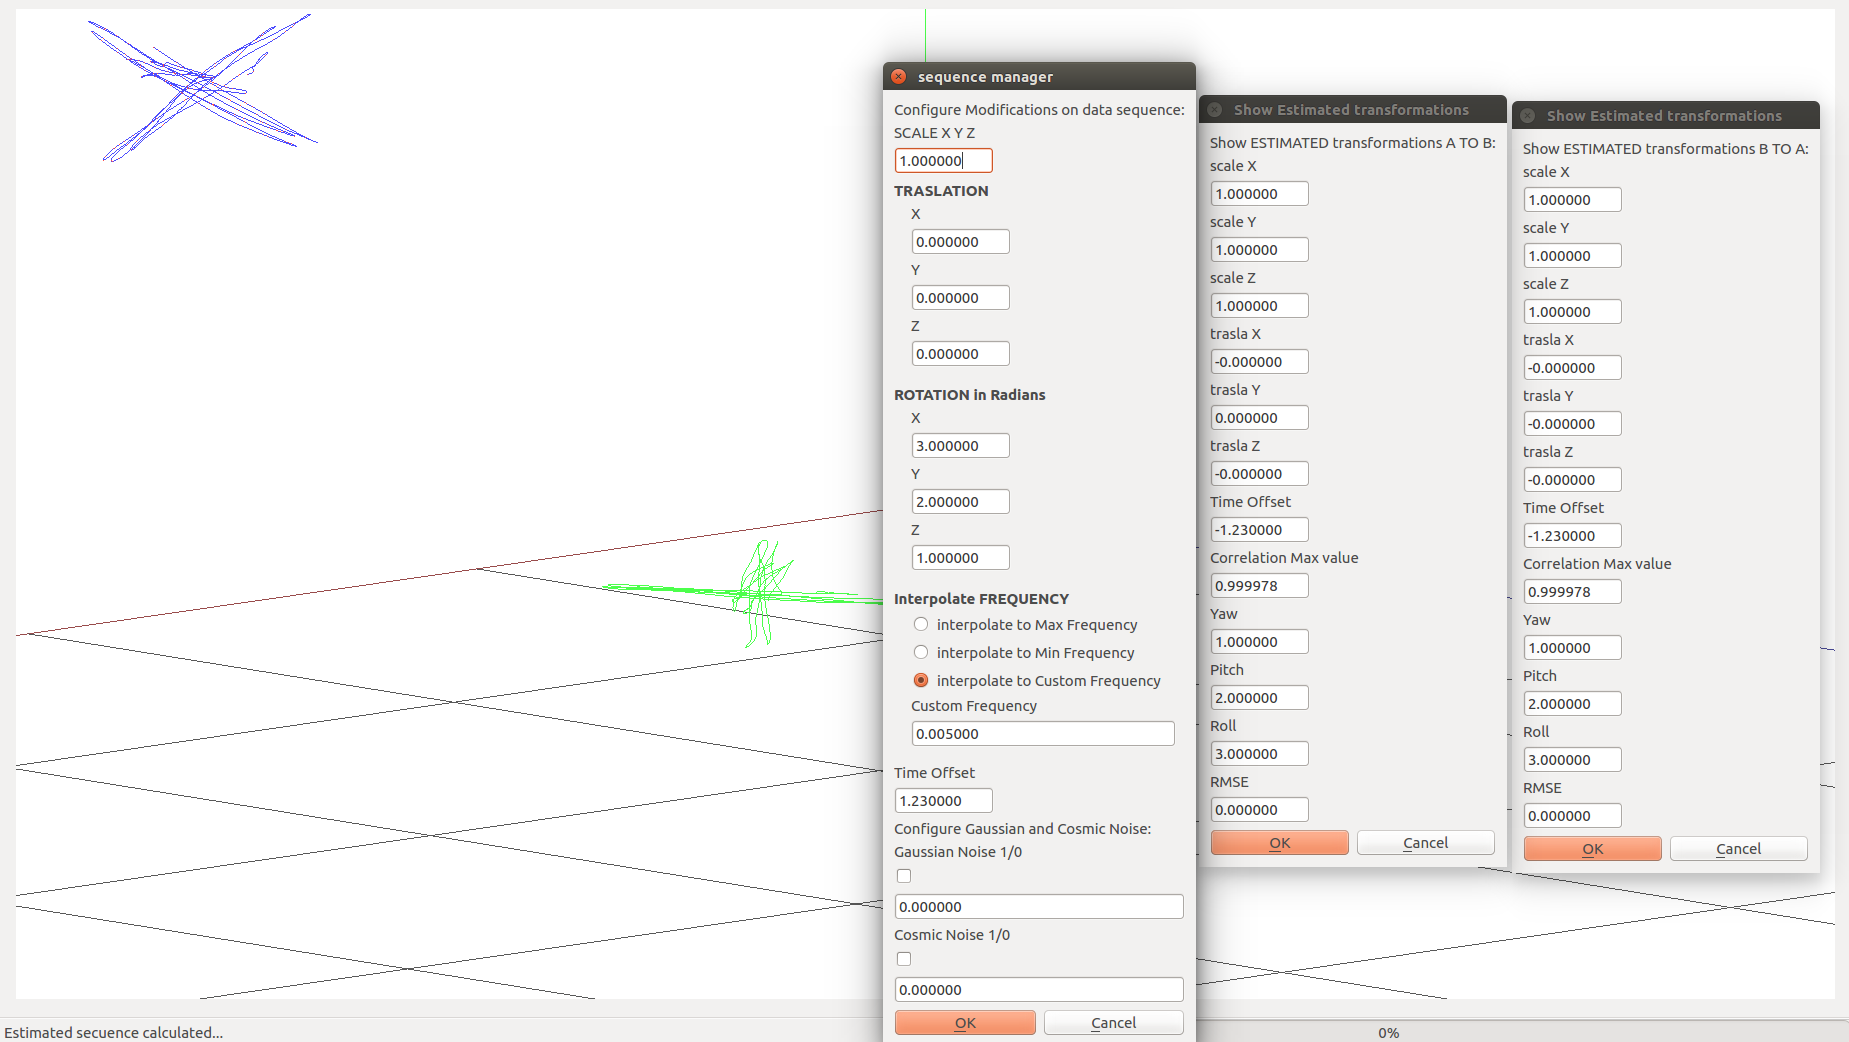 sequence manager
Configure Modifications on data sequence:
SCALE X Y Z
1.000000
TRASLATION
X
0.000000
Y
0.000000
Z
0.000000
ROTATION in Radians
X
3.000000
Y
2.000000
Z
1.000000
Interpolate FREQUENCY
interpolate to Max Frequency
interpolate to Min Frequency
interpolate to Custom Frequency
Custom Frequency
0.005000
Time Offset
1.230000
Configure Gaussian and Cosmic Noise:
Gaussian Noise 1/0
0.000000
Cosmic Noise 1/0
0.000000
OK Cancel
Show Estimated transformations
Show ESTIMATED transformations A TO B:
scale X
1.000000
scale Y
1.000000
scale Z
1.000000
trasla X
-0.000000
trasla Y
0.000000
trasla Z
-0.000000
Time Offset
-1.230000
Correlation Max value
0.999978
Yaw
1.000000
Pitch
2.000000
Roll
3.000000
RMSE
0.000000
OK Cancel
Show Estimated transformations
Show ESTIMATED transformations B TO A:
scale X
1.000000
scale Y
1.000000
scale Z
1.000000
trasla X
-0.000000
trasla Y
-0.000000
trasla Z
-0.000000
Time Offset
-1.230000
Correlation Max value
0.999978
Yaw
1.000000
Pitch
2.000000
Roll
3.000000
RMSE
0.000000
OK Cancel
Estimated secuence calculated...
0%